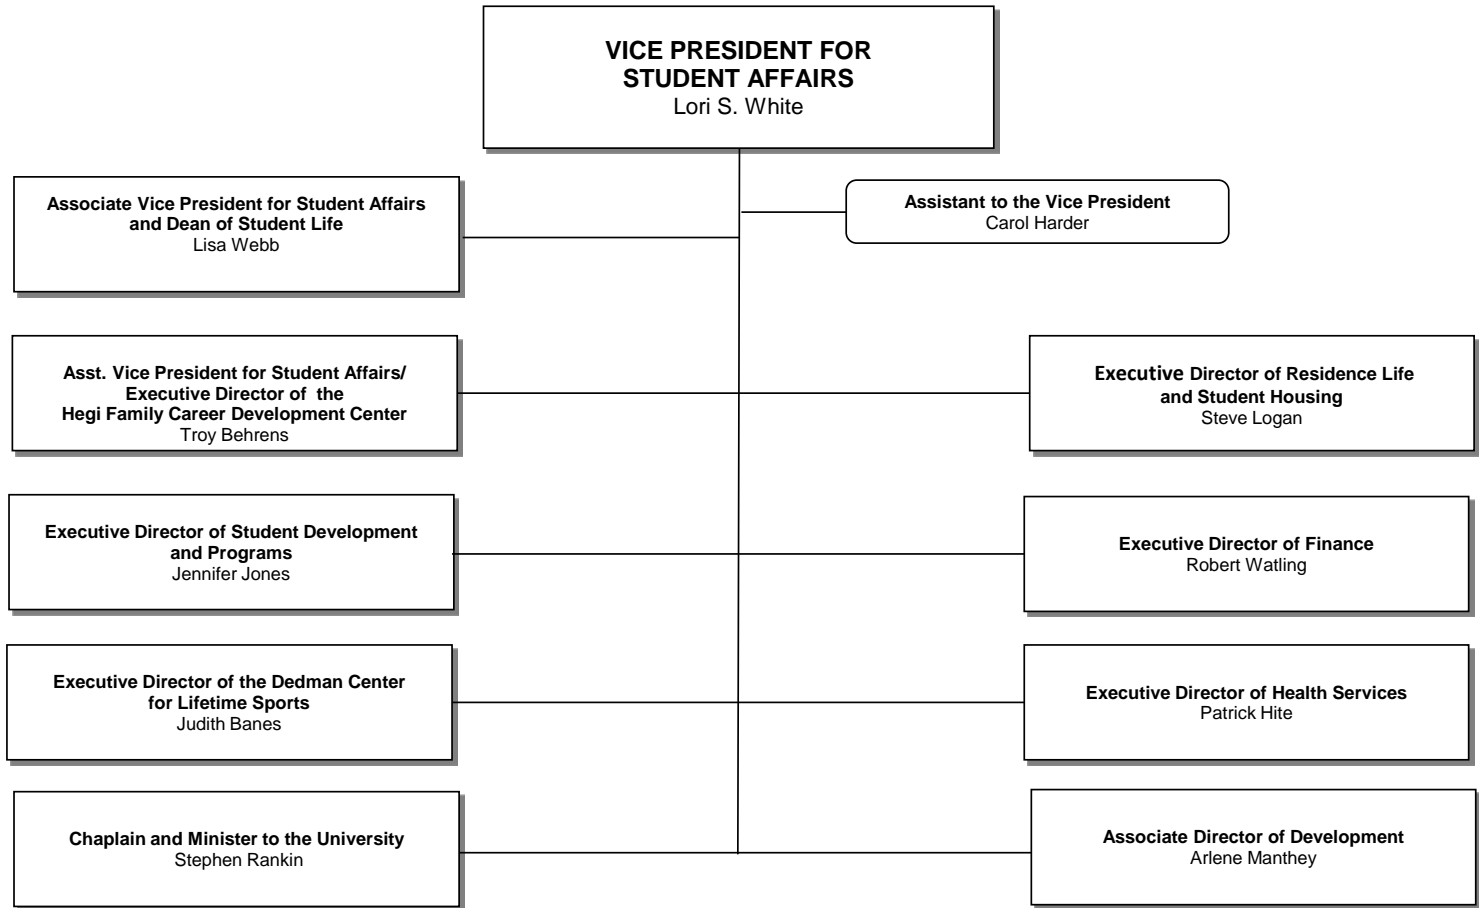 VICE PRESIDENT FOR
STUDENT AFFAIRS
Lori S. White
Associate Vice President for Student Affairs
and Dean of Student Life
Lisa Webb
Assistant to the Vice President
Carol Harder
Asst. Vice President for Student Affairs/
Executive Director of the
Hegi Family Career Development Center
Troy Behrens
Executive Director of Residence Life
and Student Housing
Steve Logan
Executive Director of Student Development
and Programs
Jennifer Jones
Executive Director of Finance
Robert Watling
Executive Director of the Dedman Center
for Lifetime Sports
Judith Banes
Executive Director of Health Services
Patrick Hite
Chaplain and Minister to the University
Stephen Rankin
Associate Director of Development
Arlene Manthey